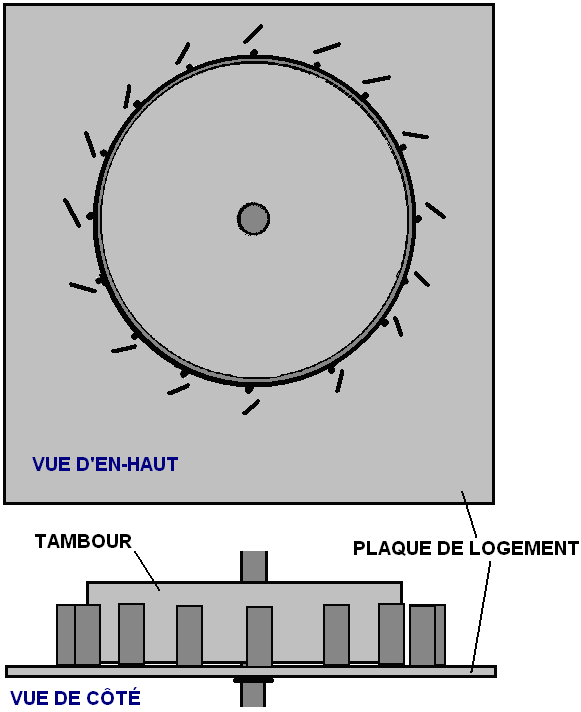 VUE D'EN-HAUT
TAMBOUR
PLAQUE DE LOGEMENT
VUE DE CÔTÉ